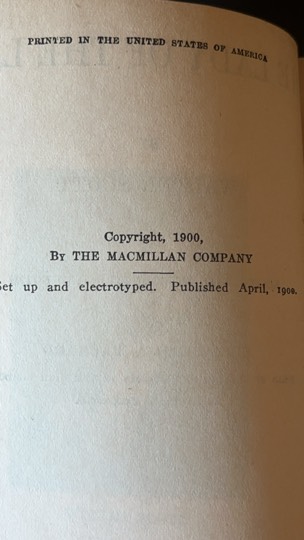 PRINTED IN THE UNITED STATES OF AMERICA
Copyright, 1900,
By THE MACMILLAN COMPANY
Set up and electrotyped. Published April, 1900.